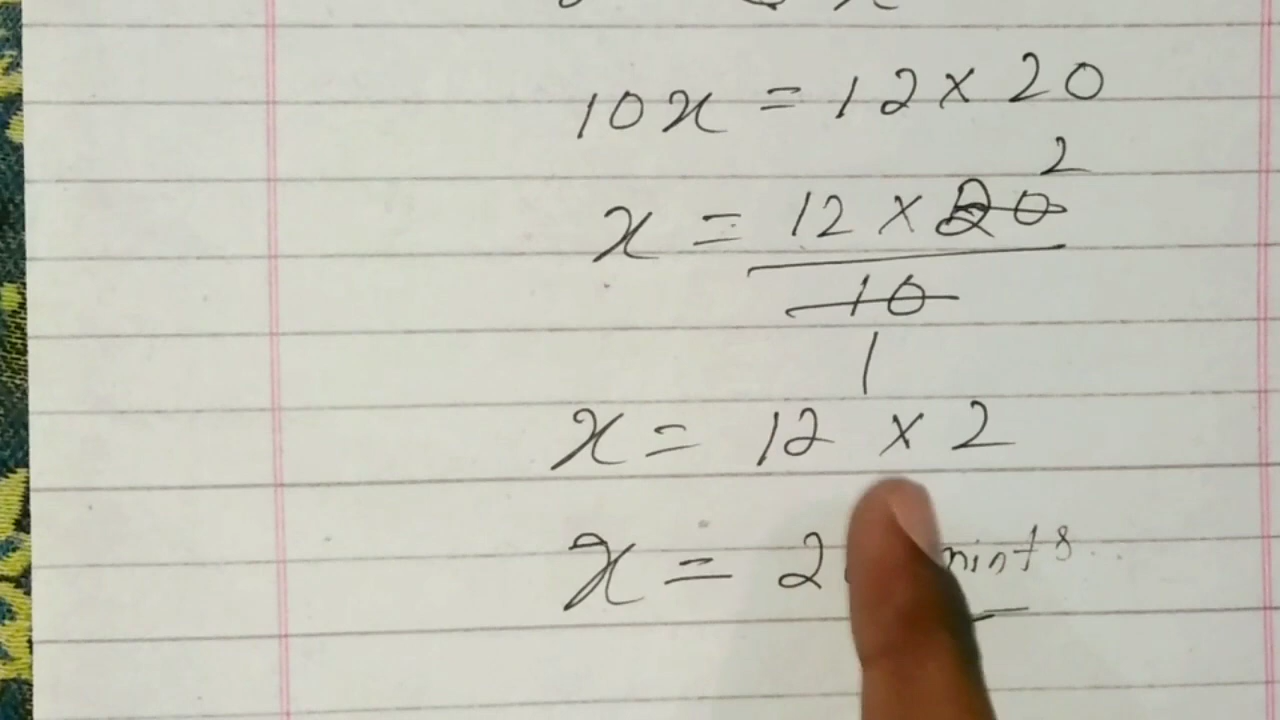 10x = 12 × 20
x = 12 × 20 2
10
1
x = 12 × 2
x = 2